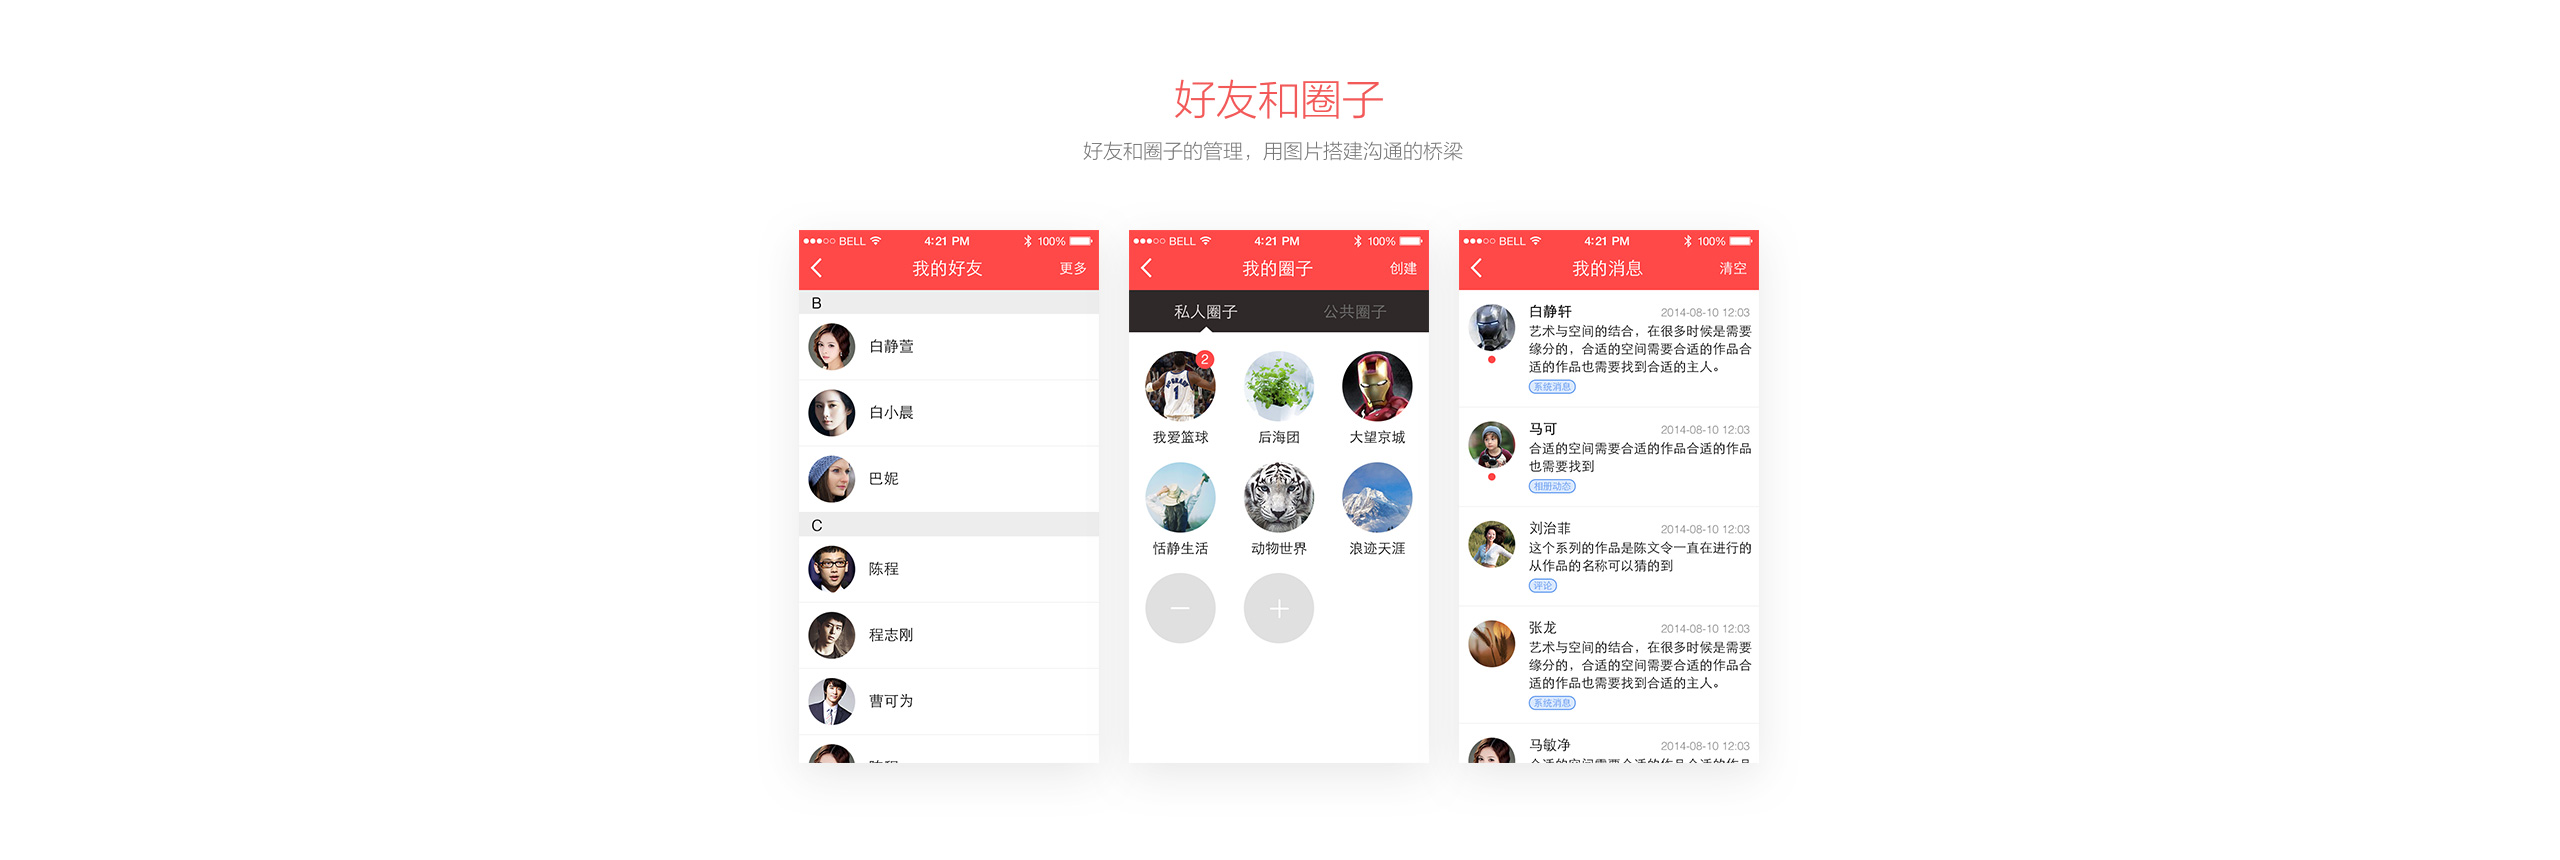 好友和圈子
好友和圈子的管理，用图片搭建沟通的桥梁
BELL 4:21 PM 100%
我的好友 更多
B
白静萱
白小晨
巴妮
C
陈程
程志刚
曹可为
BELL 4:21 PM 100%
我的圈子 创建
私人圈子 公共圈子
2
我爱篮球 后海团 大望京城
恬静生活 动物世界 浪迹天涯
BELL 4:21 PM 100%
我的消息 清空
白静轩 2014-08-10 12:03
艺术与空间的结合，在很多时候是需要
缘分的，合适的空间需要合适的作品合
适的作品也需要找到合适的主人。
系统消息
马可 2014-08-10 12:03
合适的空间需要合适的作品合适的作品
也需要找到
相册动态
刘治菲 2014-08-10 12:03
这个系列的作品是陈文令一直在进行的
从作品的名称可以猜的到
评论
张龙 2014-08-10 12:03
艺术与空间的结合，在很多时候是需要
缘分的，合适的空间需要合适的作品合
适的作品也需要找到合适的主人。
系统消息
马敏净 2014-08-10 12:03